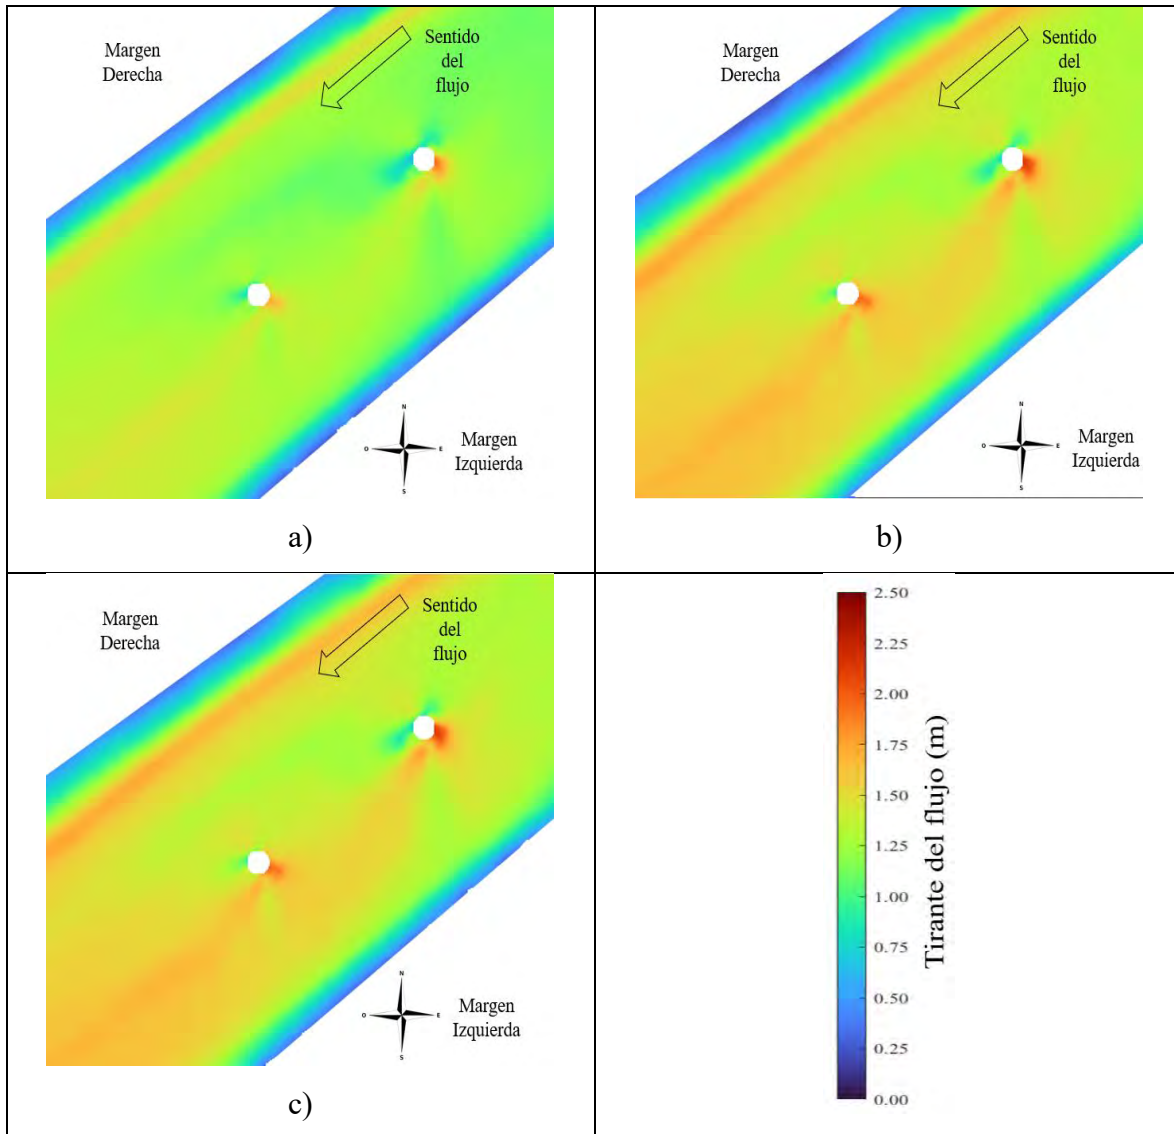 Margen
Derecha
Sentido
del
flujo
N
O
E
S
Margen
Izquierda
a)
Margen
Derecha
Sentido
del
flujo
N
O
E
S
Margen
Izquierda
b)
Margen
Derecha
Sentido
del
flujo
N
O
E
S
Margen
Izquierda
c)
2.50
2.25
2.00
1.75
1.50
1.25
1.00
0.75
0.50
0.25
0.00
Tirante del flujo (m)